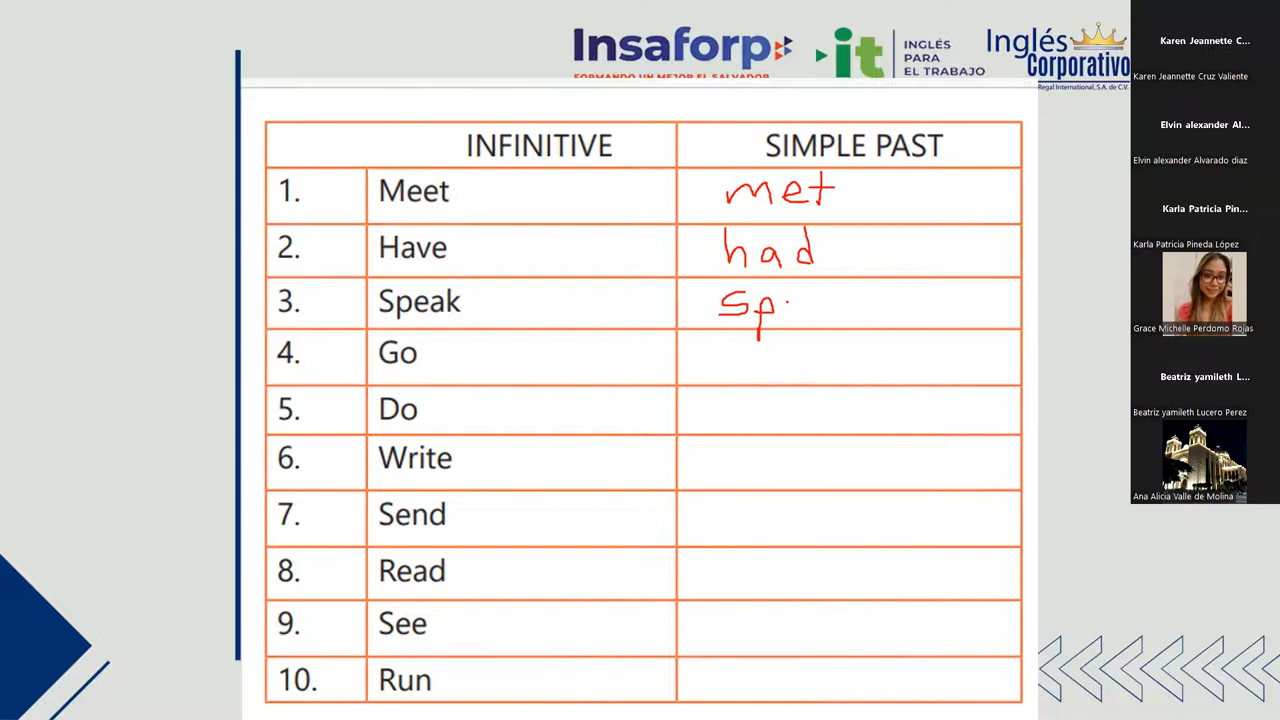 Insaforp
FORMANDO UN MEJOR EL SALVADOR
it
INGLÉS
PARA
EL TRABAJO
Inglés
Corporativo
Regal International, S.A. de C.V.
INFINITIVE SIMPLE PAST
1. Meet met
2. Have had
3. Speak sp
4. Go
5. Do
6. Write
7. Send
8. Read
9. See
10. Run
Karen Jeannette C...
Karen Jeannette Cruz Valiente
Elvin alexander Al...
Elvin alexander Alvarado diaz
Karla Patricia Pin...
Karla Patricia Pineda López
Grace Michelle Perdomo Rojas
Beatriz yamileth L...
Beatriz yamileth Lucero Perez
Ana Alicia Valle de Molina